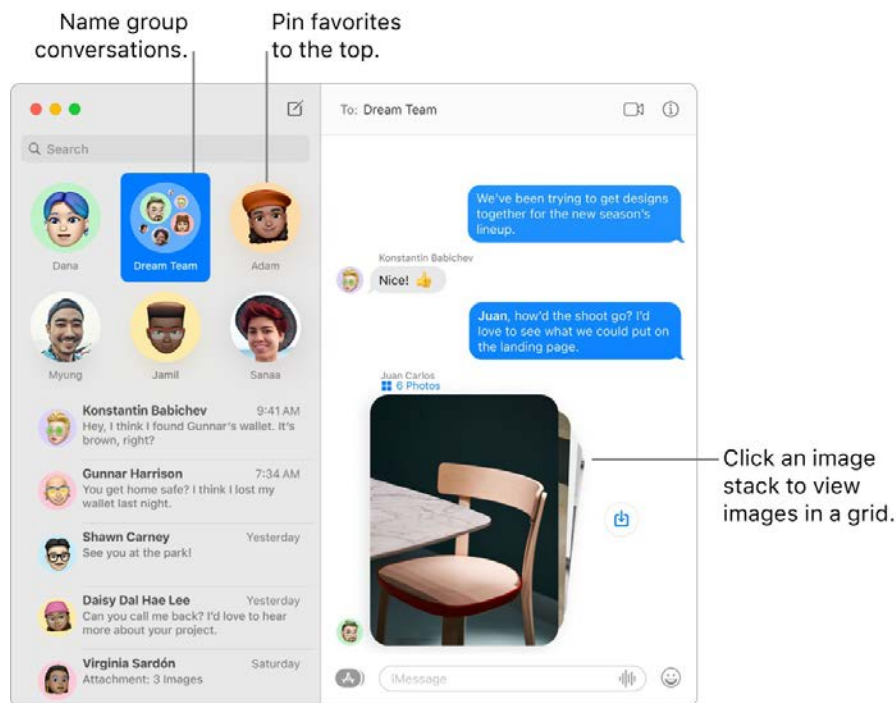 Name group
conversations.
Pin favorites
to the top.
Search
Dana
Dream Team
Adam
Myung
Jamil
Sanaa
Konstantin Babichev 9:41 AM
Hey, I think I found Gunnar's wallet. It's
brown, right?
Gunnar Harrison 7:34 AM
You get home safe? I think I lost my
wallet last night.
Shawn Carney Yesterday
See you at the park!
Daisy Dal Hae Lee Yesterday
Can you call me back? I'd love to hear
more about your project.
Virginia Sardón Saturday
Attachment: 3 Images
To: Dream Team
We've been trying to get designs
together for the new season's
lineup.
Konstantin Babichev
Nice! 👍
Juan, how'd the shoot go? I'd
love to see what we could put on
the landing page.
Juan Carlos
6 Photos
Click an image
stack to view
images in a grid.
iMessage